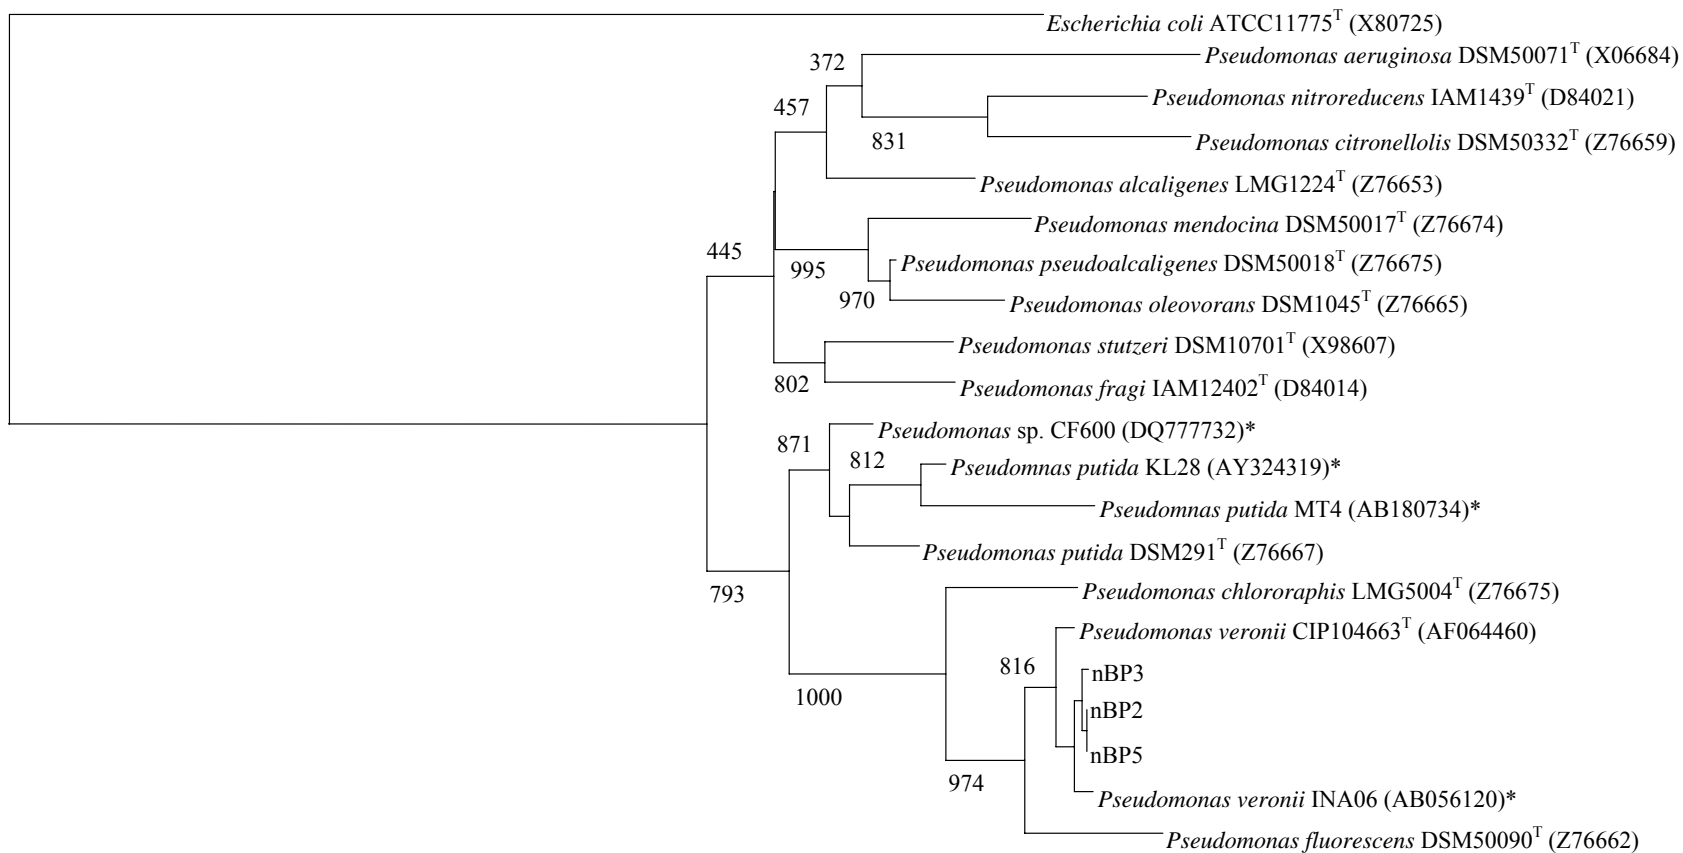 Escherichia coli ATCC11775T (X80725)
372
Pseudomonas aeruginosa DSM50071T (X06684)
457
Pseudomonas nitroreducens IAM1439T (D84021)
831
Pseudomonas citronellolis DSM50332T (Z76659)
Pseudomonas alcaligenes LMG1224T (Z76653)
Pseudomonas mendocina DSM50017T (Z76674)
445
995
Pseudomonas pseudoalcaligenes DSM50018T (Z76675)
970
Pseudomonas oleovorans DSM1045T (Z76665)
Pseudomonas stutzeri DSM10701T (X98607)
802
Pseudomonas fragi IAM12402T (D84014)
871
Pseudomonas sp. CF600 (DQ777732)*
812
Pseudomnas putida KL28 (AY324319)*
Pseudomnas putida MT4 (AB180734)*
Pseudomonas putida DSM291T (Z76667)
793
Pseudomonas chlororaphis LMG5004T (Z76675)
Pseudomonas veronii CIP104663T (AF064460)
816
nBP3
1000
nBP2
nBP5
974
Pseudomonas veronii INA06 (AB056120)*
Pseudomonas fluorescens DSM50090T (Z76662)